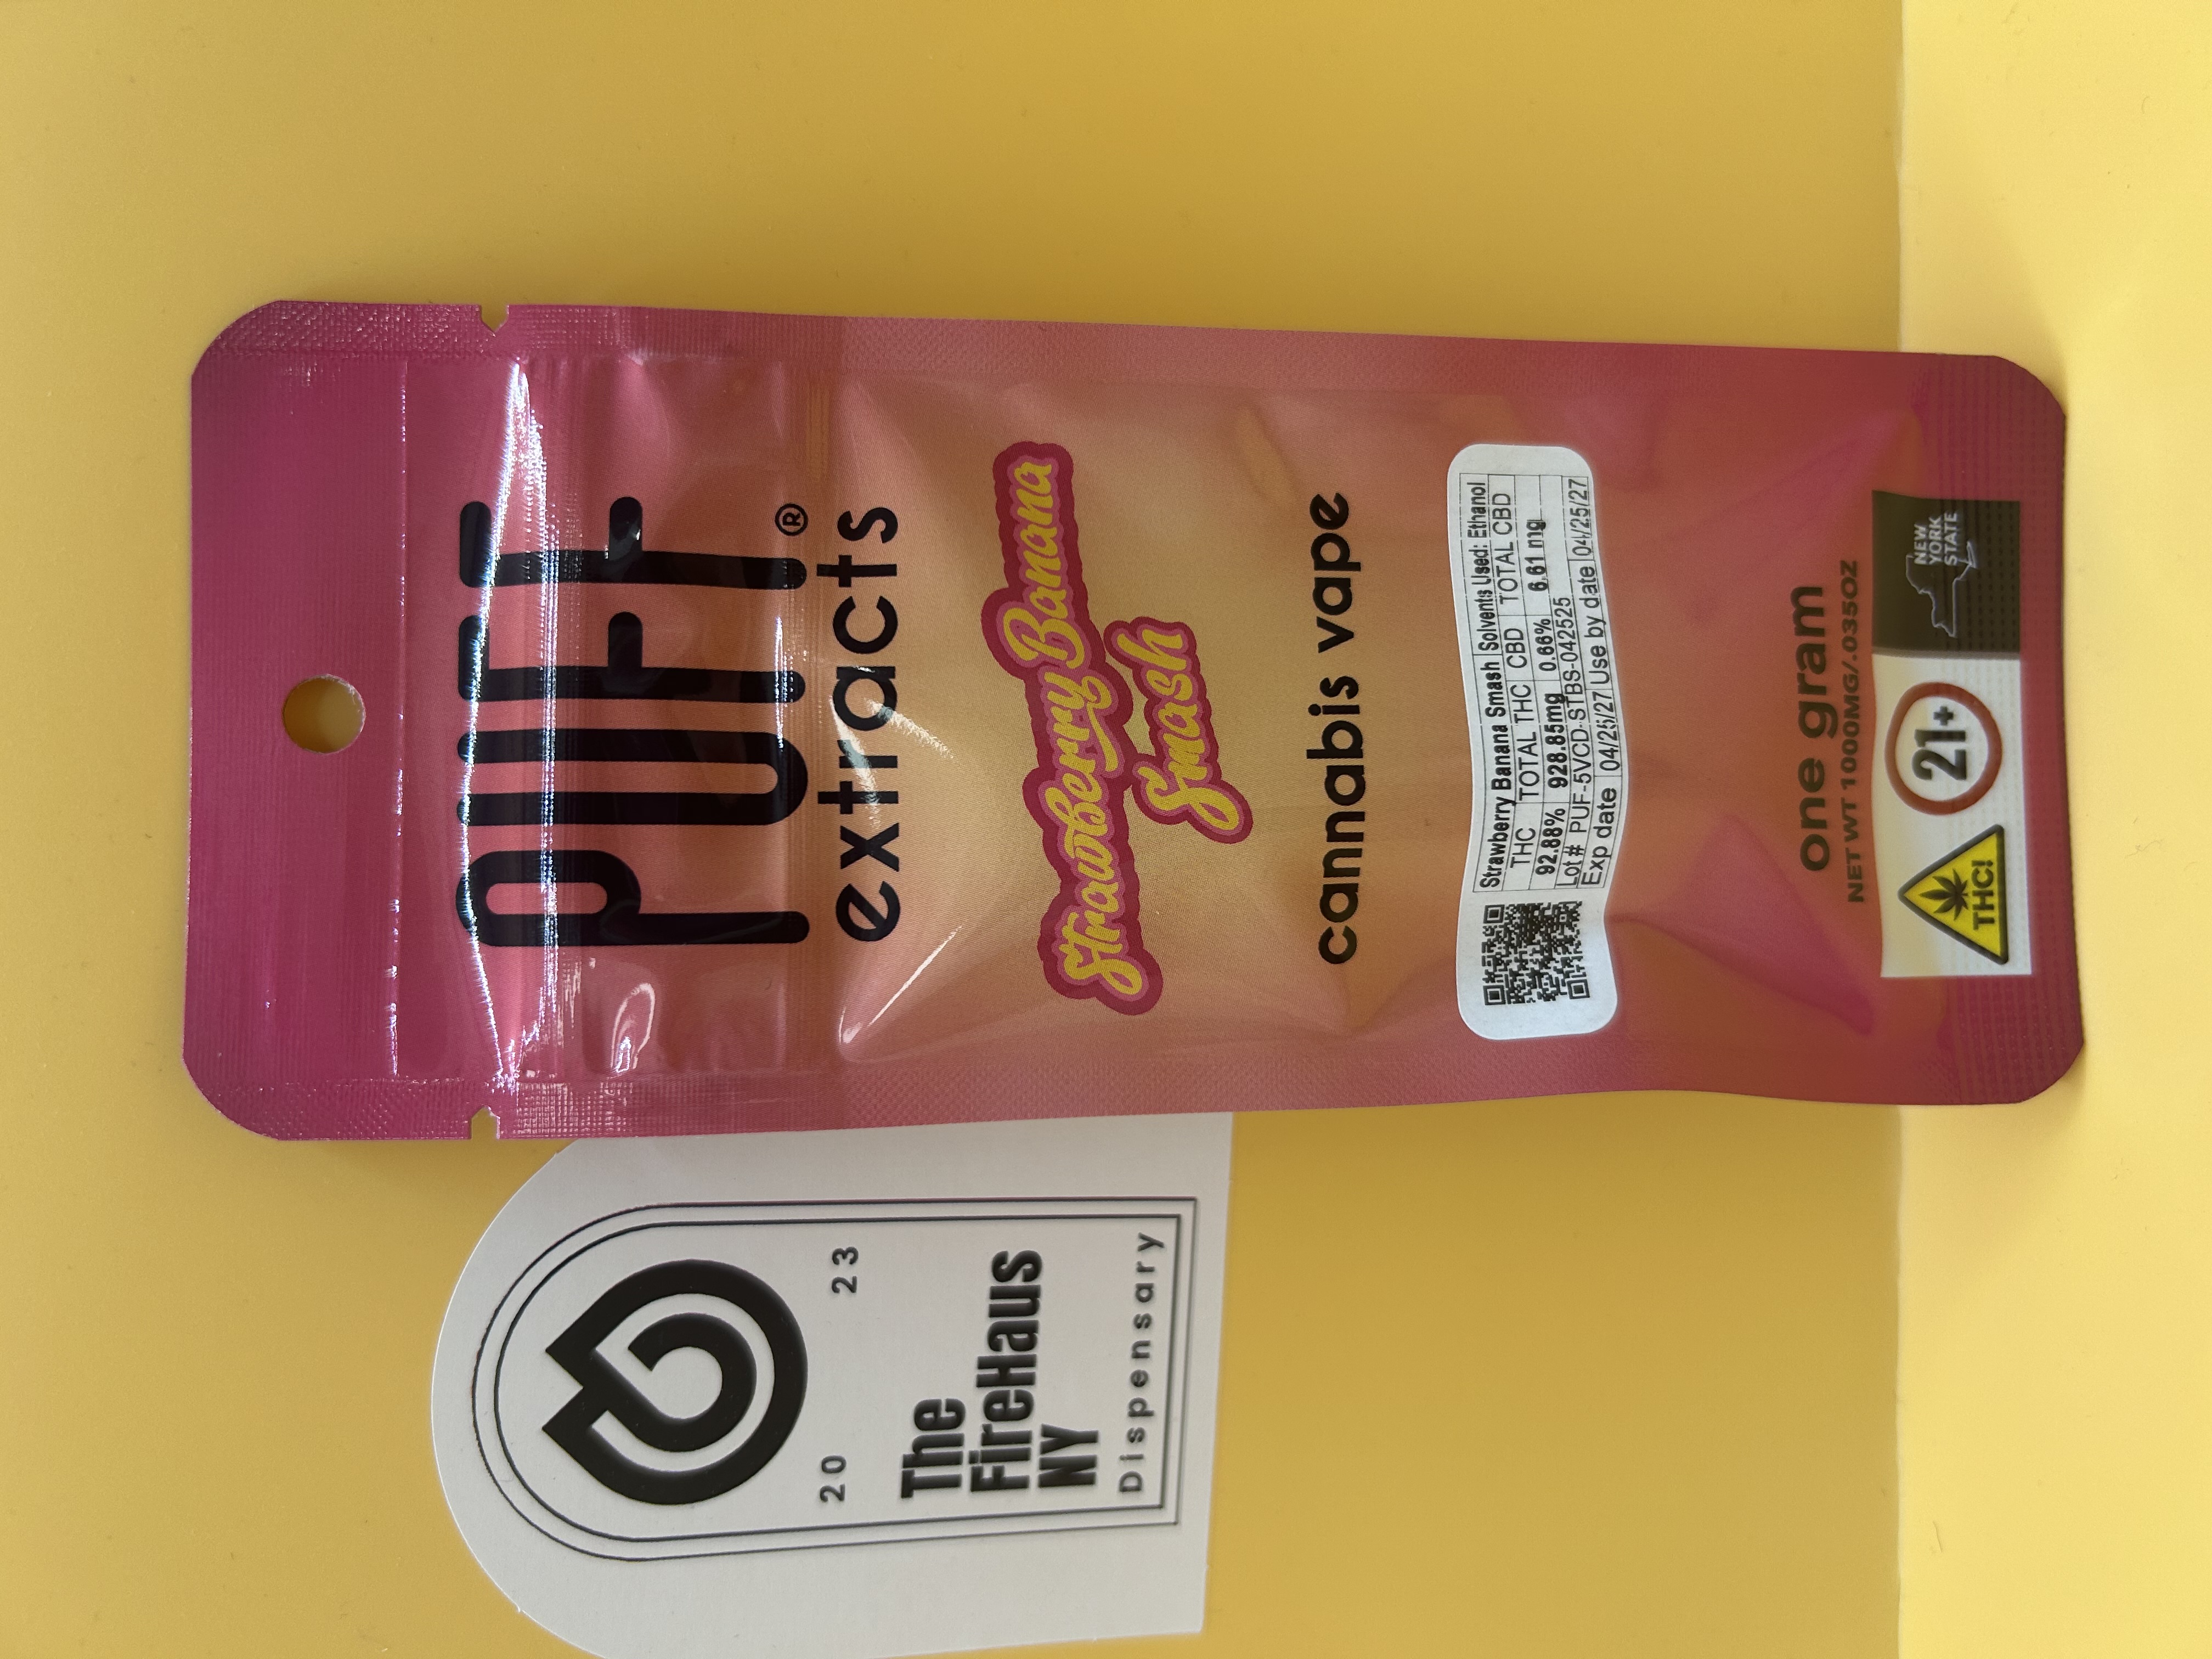 PUFF®
extracts
Strawberry Banana
Smash
cannabis vape
Strawberry Banana Smash Solvents Used: Ethanol
THC TOTAL THC CBD TOTAL CBD
92.88% 928.85mg 0.66% 6.61 mg
Lot # PUF-5VCD-STBS-042525
Exp date 04/25/27 Use by date 04/25/27
one gram
NET WT 1000MG/.035OZ
THC!
21+
NEW
YORK
STATE
20 23
The
FireHaus
NY
Dispensary